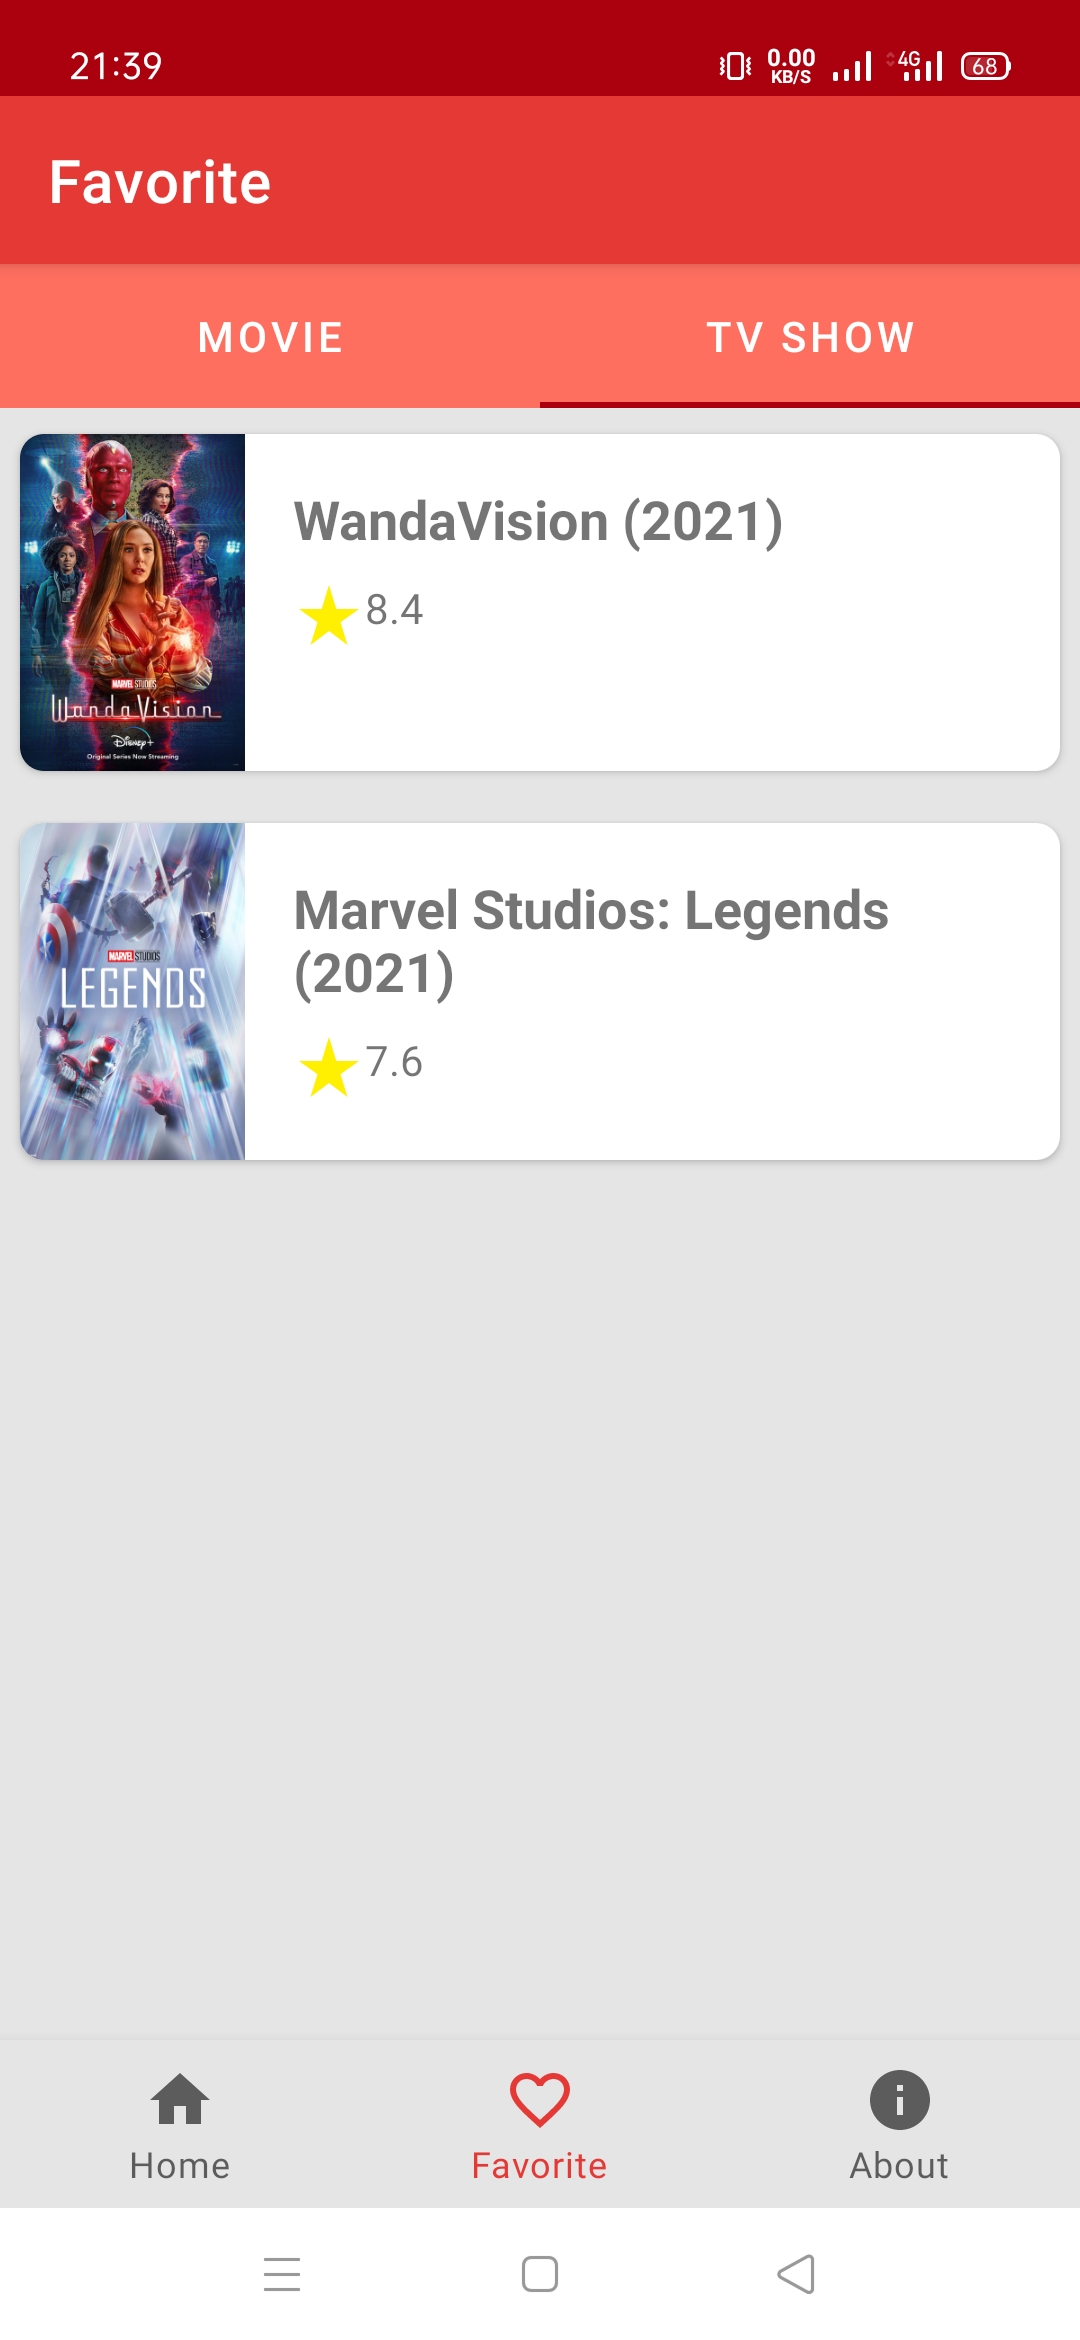 21:39
0.00
KB/S
4G
68
Favorite
MOVIE
TV SHOW
MARVEL STUDIOS
WandaVision
Disney+
Original Series Now Streaming
WandaVision (2021)
8.4
MARVEL STUDIOS
LEGENDS
Marvel Studios: Legends
(2021)
7.6
Home
Favorite
About